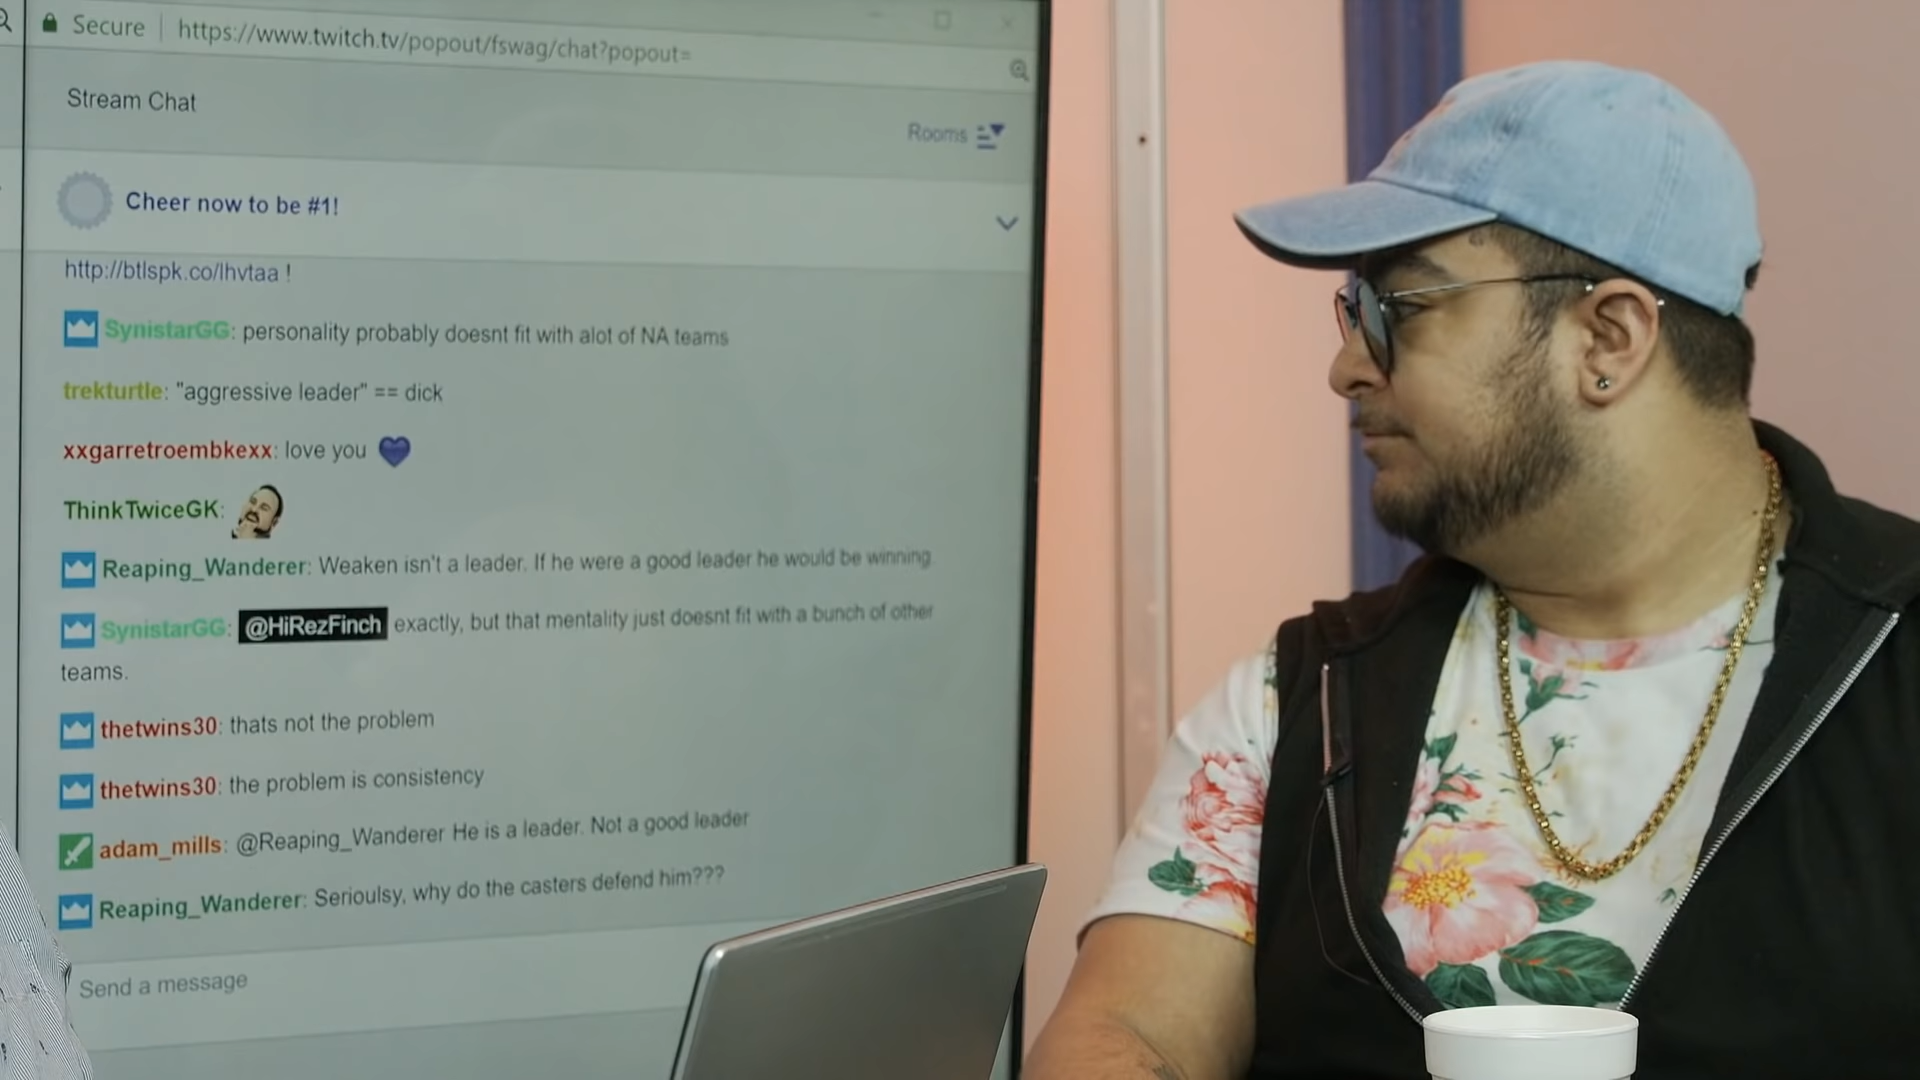 Secure | https://www.twitch.tv/popout/fswag/chat?popout=
Stream Chat
Rooms
Cheer now to be #1!
http://btlspk.co/lhvtaa !
SynistarGG: personality probably doesnt fit with alot of NA teams
trekturtle: "aggressive leader" == dick
xxgarretroembkexx: love you
ThinkTwiceGK:
Reaping_Wanderer: Weaken isn't a leader. If he were a good leader he would be winning.
SynistarGG: @HiRezFinch exactly, but that mentality just doesnt fit with a bunch of other
teams.
thetwins30: thats not the problem
thetwins30: the problem is consistency
adam_mills: @Reaping_Wanderer He is a leader. Not a good leader
Reaping_Wanderer: Serioulsy, why do the casters defend him???
Send a message